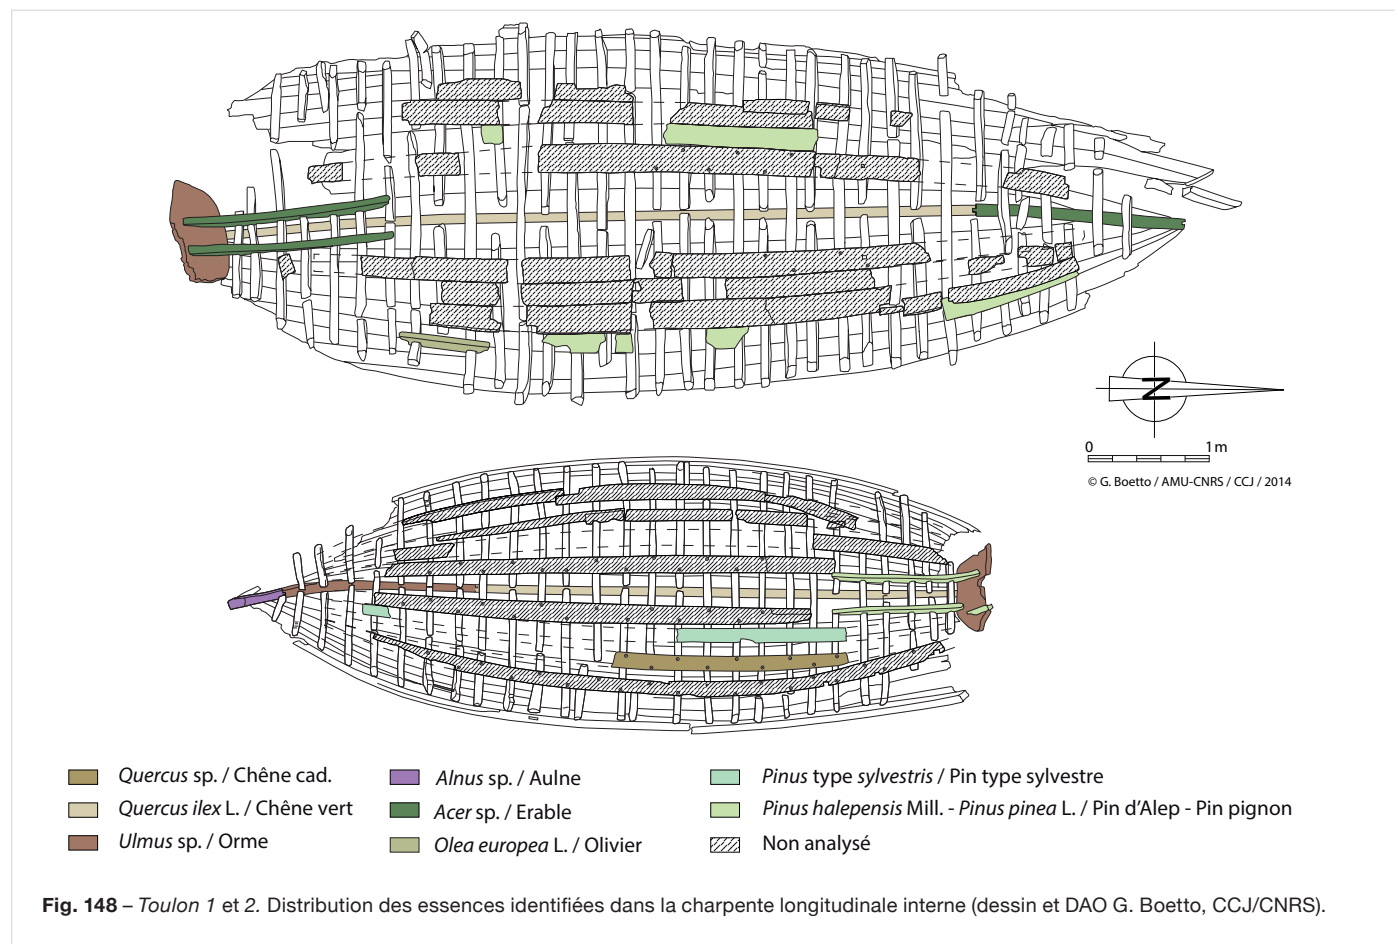 N
0 1 m
© G. Boetto / AMU-CNRS / CCJ / 2014
Quercus sp. / Chêne cad.
Quercus ilex L. / Chêne vert
Ulmus sp. / Orme
Alnus sp. / Aulne
Acer sp. / Erable
Olea europea L. / Olivier
Pinus type sylvestris / Pin type sylvestre
Pinus halepensis Mill. - Pinus pinea L. / Pin d'Alep - Pin pignon
Non analysé
Fig. 148 – Toulon 1 et 2. Distribution des essences identifiées dans la charpente longitudinale interne (dessin et DAO G. Boetto, CCJ/CNRS).